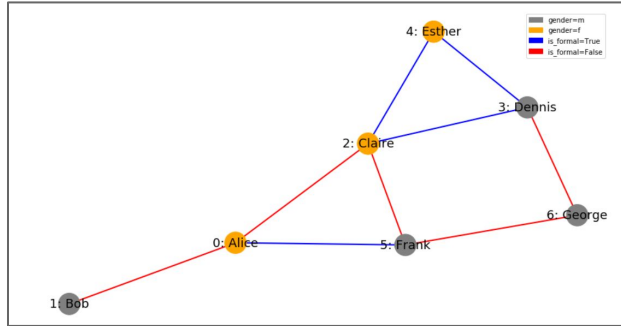 4: Esther
gender=m
gender=f
is_formal=True
is_formal=False
3: Dennis
2: Claire
6: George
0: Alice
5: Frank
1: Bob